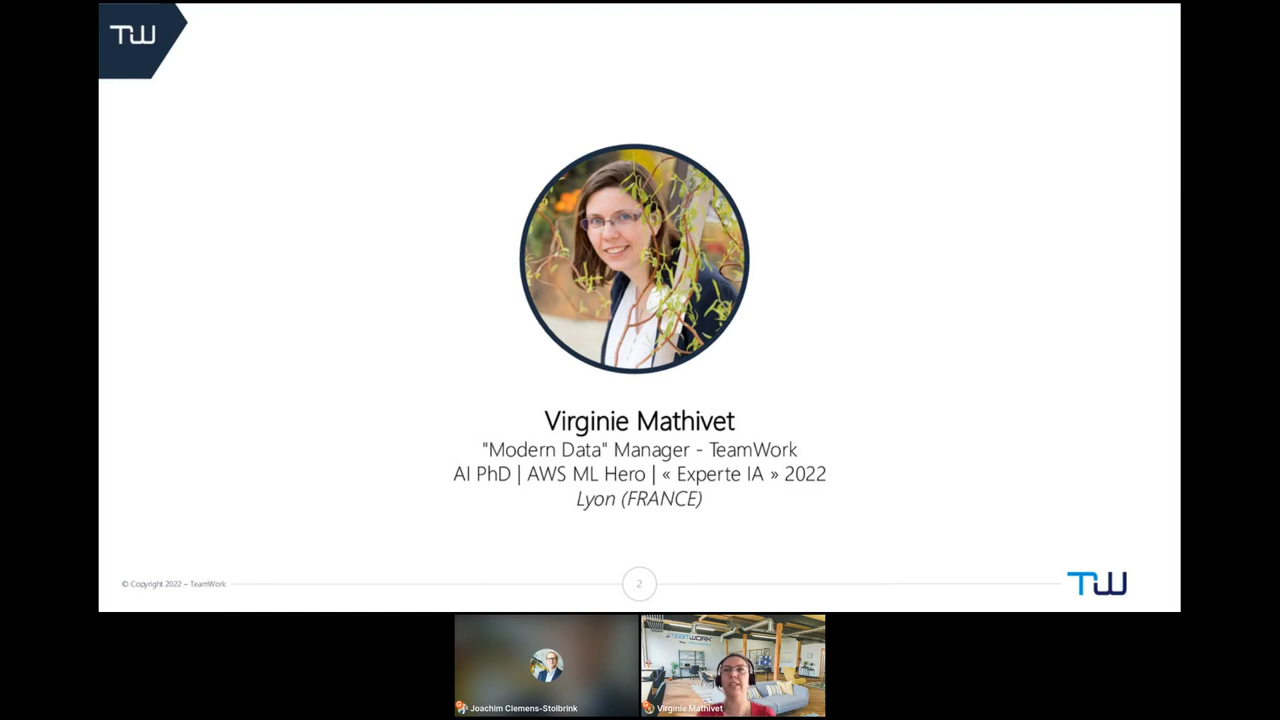 TW
Virginie Mathivet
"Modern Data" Manager - TeamWork
AI PhD | AWS ML Hero | « Experte IA » 2022
Lyon (FRANCE)
© Copyright 2022 – TeamWork
2
TW
TEAMWORK
Joachim Clemens-Stolbrink
Virginie Mathivet